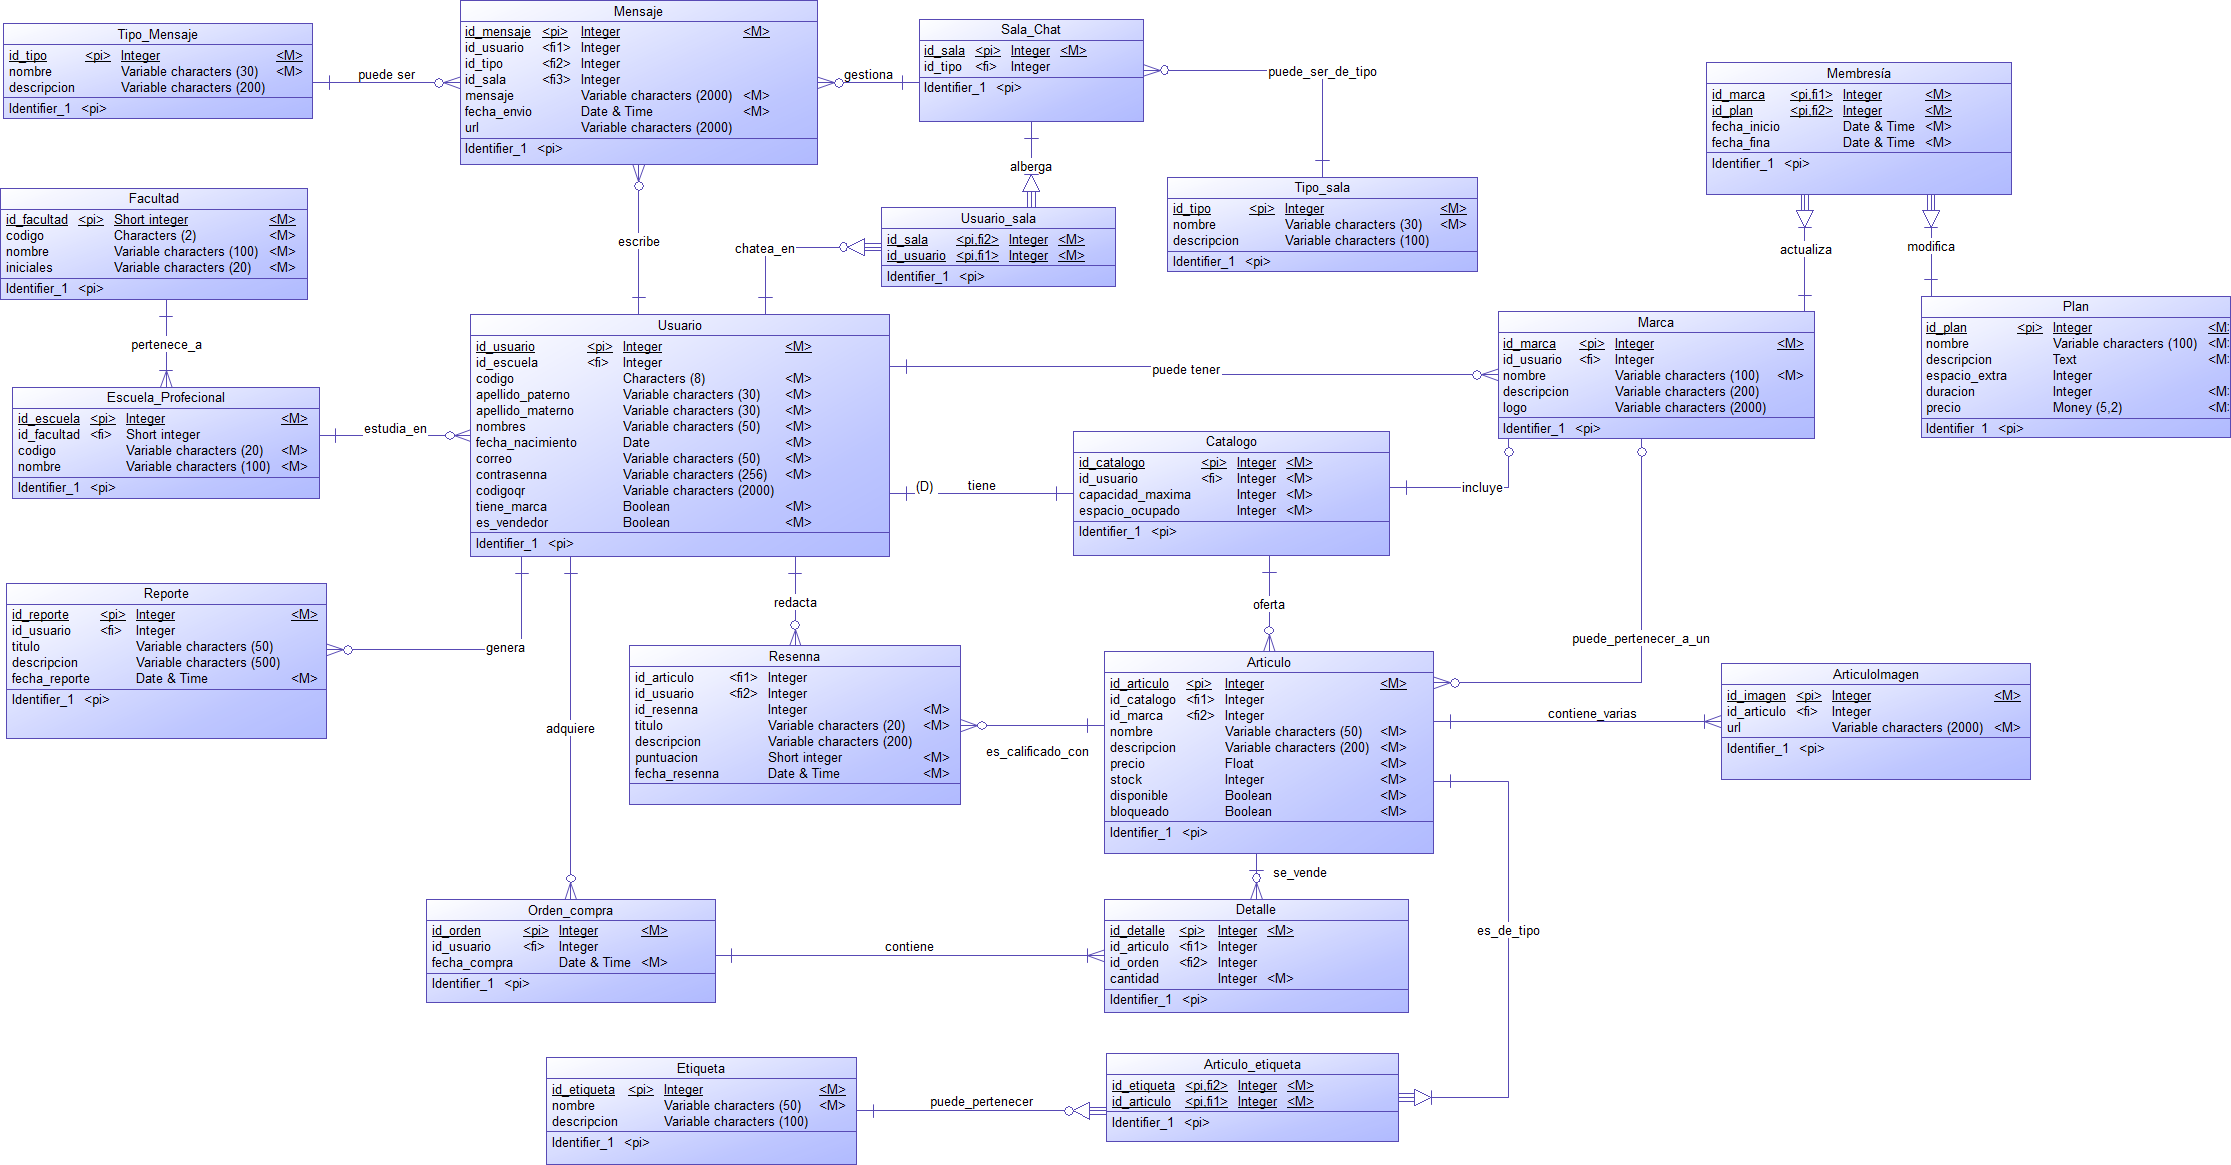 Tipo_Mensaje
id_tipo <pi> Integer <M>
nombre Variable characters (30) <M>
descripcion Variable characters (200)
Identifier_1 <pi>
puede ser
Mensaje
id_mensaje <pi> Integer <M>
id_usuario <fi1> Integer
id_tipo <fi2> Integer
id_sala <fi3> Integer
mensaje Variable characters (2000) <M>
fecha_envio Date & Time <M>
url Variable characters (2000)
Identifier_1 <pi>
gestiona
Sala_Chat
id_sala <pi> Integer <M>
id_tipo <fi> Integer
Identifier_1 <pi>
puede_ser_de_tipo
Membresía
id_marca <pi,fi1> Integer <M>
id_plan <pi,fi2> Integer <M>
fecha_inicio Date & Time <M>
fecha_fina Date & Time <M>
Identifier_1 <pi>
alberga
Tipo_sala
id_tipo <pi> Integer <M>
nombre Variable characters (30) <M>
descripcion Variable characters (100)
Identifier_1 <pi>
Facultad
id_facultad <pi> Short integer <M>
codigo Characters (2) <M>
nombre Variable characters (100) <M>
iniciales Variable characters (20) <M>
Identifier_1 <pi>
escribe
chatea_en
Usuario_sala
id_sala <pi,fi2> Integer <M>
id_usuario <pi,fi1> Integer <M>
Identifier_1 <pi>
actualiza
modifica
pertenece_a
Usuario
id_usuario <pi> Integer <M>
id_escuela <fi> Integer
codigo Characters (8) <M>
apellido_paterno Variable characters (30) <M>
apellido_materno Variable characters (30) <M>
nombres Variable characters (50) <M>
fecha_nacimiento Date <M>
correo Variable characters (50) <M>
contrasenna Variable characters (256) <M>
codigoqr Variable characters (2000)
tiene_marca Boolean <M>
es_vendedor Boolean <M>
Identifier_1 <pi>
puede tener
Marca
id_marca <pi> Integer <M>
id_usuario <fi> Integer
nombre Variable characters (100) <M>
descripcion Variable characters (200)
logo Variable characters (2000)
Identifier_1 <pi>
Plan
id_plan <pi> Integer <M>
nombre Variable characters (100) <M>
descripcion Text <M>
espacio_extra Integer
duracion Integer <M>
precio Money (5,2) <M>
Identifier_1 <pi>
Escuela_Profecional
id_escuela <pi> Integer <M>
id_facultad <fi> Short integer
codigo Variable characters (20) <M>
nombre Variable characters (100) <M>
Identifier_1 <pi>
estudia_en
(D) tiene
Catalogo
id_catalogo <pi> Integer <M>
id_usuario <fi> Integer <M>
capacidad_maxima Integer <M>
espacio_ocupado Integer <M>
Identifier_1 <pi>
incluye
Reporte
id_reporte <pi> Integer <M>
id_usuario <fi> Integer
titulo Variable characters (50)
descripcion Variable characters (500)
fecha_reporte Date & Time <M>
Identifier_1 <pi>
genera
redacta
oferta
puede_pertenecer_a_un
adquiere
Resenna
id_articulo <fi1> Integer
id_usuario <fi2> Integer
id_resenna Integer <M>
titulo Variable characters (20) <M>
descripcion Variable characters (200)
puntuacion Short integer <M>
fecha_resenna Date & Time <M>
es_calificado_con
Articulo
id_articulo <pi> Integer <M>
id_catalogo <fi1> Integer
id_marca <fi2> Integer
nombre Variable characters (50) <M>
descripcion Variable characters (200) <M>
precio Float <M>
stock Integer <M>
disponible Boolean <M>
bloqueado Boolean <M>
Identifier_1 <pi>
contiene_varias
ArticuloImagen
id_imagen <pi> Integer <M>
id_articulo <fi> Integer
url Variable characters (2000) <M>
Identifier_1 <pi>
se_vende
Orden_compra
id_orden <pi> Integer <M>
id_usuario <fi> Integer
fecha_compra Date & Time <M>
Identifier_1 <pi>
contiene
Detalle
id_detalle <pi> Integer <M>
id_articulo <fi1> Integer
id_orden <fi2> Integer
cantidad Integer <M>
Identifier_1 <pi>
es_de_tipo
Etiqueta
id_etiqueta <pi> Integer <M>
nombre Variable characters (50) <M>
descripcion Variable characters (100)
Identifier_1 <pi>
puede_pertenecer
Articulo_etiqueta
id_etiqueta <pi,fi2> Integer <M>
id_articulo <pi,fi1> Integer <M>
Identifier_1 <pi>